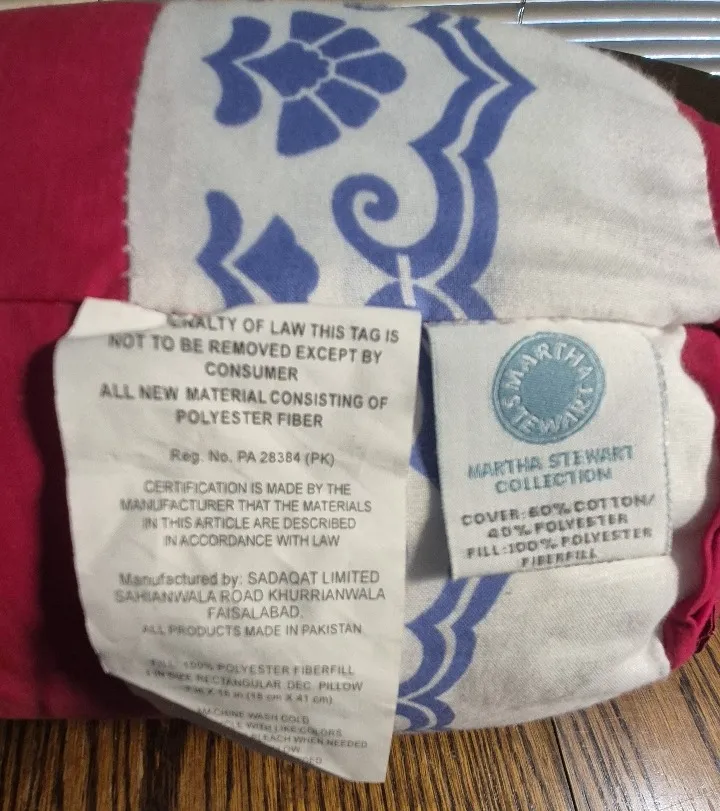 OF LAW THIS TAG IS
NOT TO BE REMOVED EXCEPT BY
CONSUMER
ALL NEW MATERIAL CONSISTING OF
POLYESTER FIBER
Reg. No. PA 28384 (PK)
CERTIFICATION IS MADE BY THE
MANUFACTURER THAT THE MATERIALS
IN THIS ARTICLE ARE DESCRIBED
IN ACCORDANCE WITH LAW
Manufactured by: SADAQAT LIMITED
SAHIANWALA ROAD KHURRIANWALA
FAISALABAD.
ALL PRODUCTS MADE IN PAKISTAN
FILL: 100% POLYESTER FIBERFILL
RECTANGULAR DEC. PILLOW
X 16 in (18 cm X 41 cm)
MACHINE WASH COLD
WITH LIKE COLORS
WHEN NEEDED
MARTHA
STEWART
MARTHA STEWART
COLLECTION
COVER: 60% COTTON/
40% POLYESTER
FILL: 100% POLYESTER
FIBERFILL